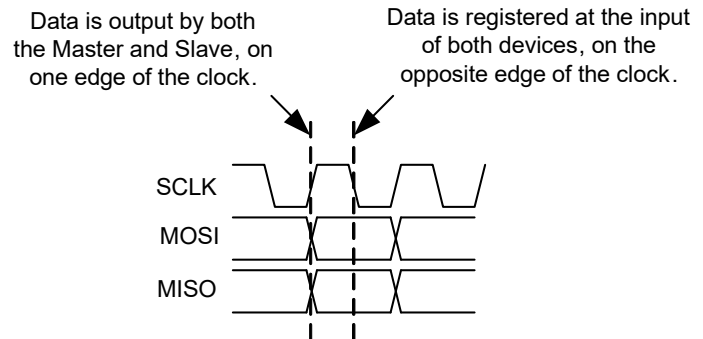 Data is output by both
the Master and Slave, on
one edge of the clock.
Data is registered at the input
of both devices, on the
opposite edge of the clock.
SCLK
MOSI
MISO